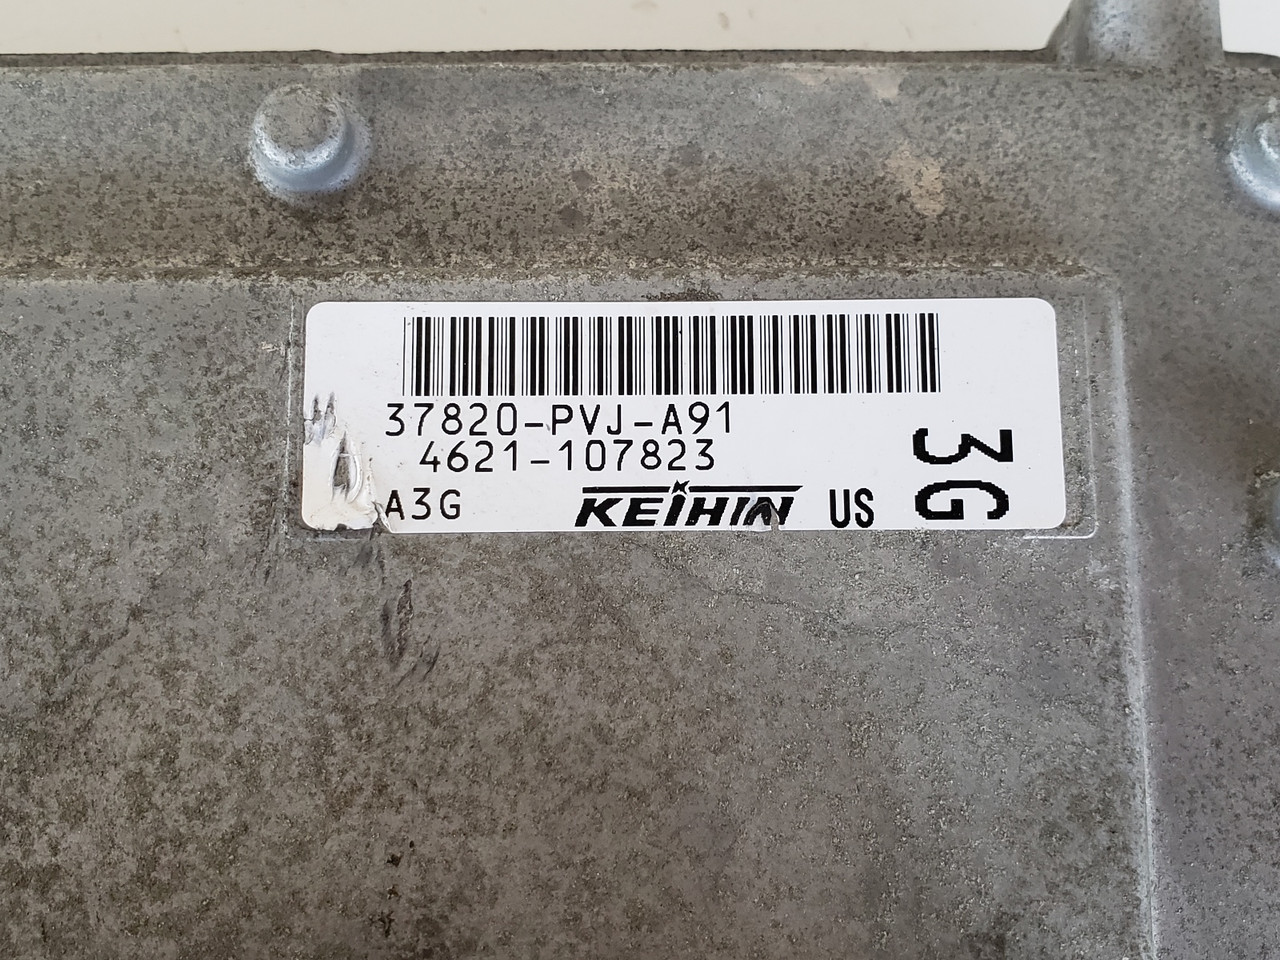 37820-PVJ-A91
4621-107823
A3G KEIHIN US
3G